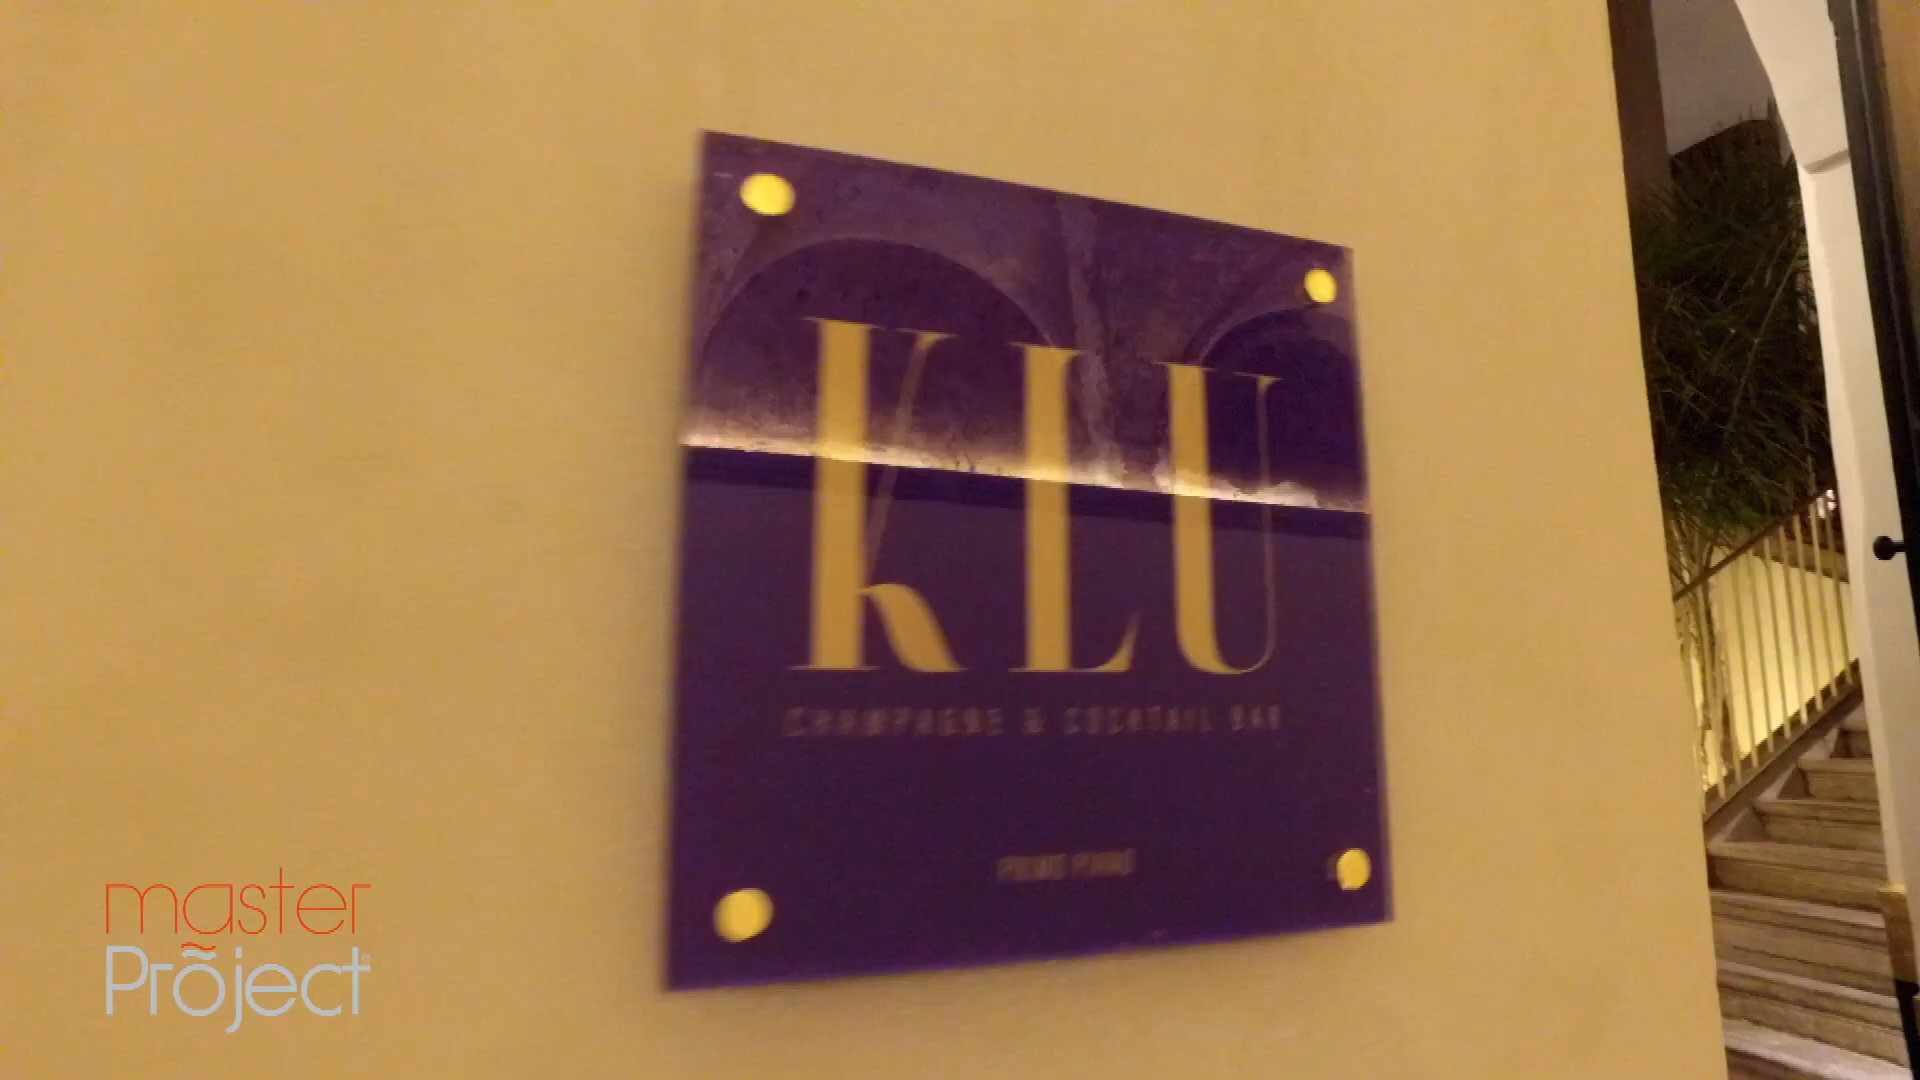 KLU
CHAMPAGNE & COCKTAIL BAR
PRIMO PIANO
master
Project